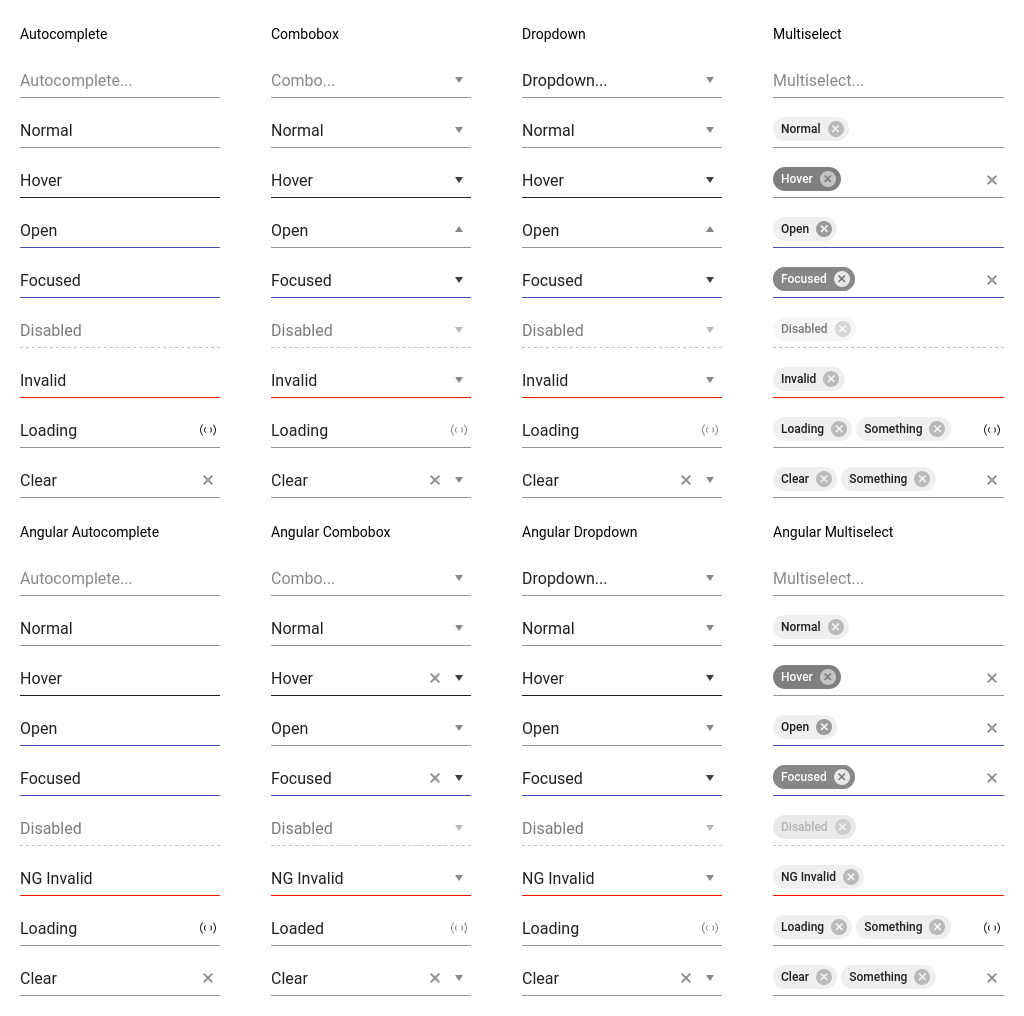 Autocomplete Combobox Dropdown Multiselect
Autocomplete... Combo... Dropdown... Multiselect...
Normal Normal Normal Normal
Hover Hover Hover Hover
Open Open Open Open
Focused Focused Focused Focused
Disabled Disabled Disabled Disabled
Invalid Invalid Invalid Invalid
Loading Loading Loading Loading Something
Clear Clear Clear Clear Something
Angular Autocomplete Angular Combobox Angular Dropdown Angular Multiselect
Autocomplete... Combo... Dropdown... Multiselect...
Normal Normal Normal Normal
Hover Hover Hover Hover
Open Open Open Open
Focused Focused Focused Focused
Disabled Disabled Disabled Disabled
NG Invalid NG Invalid NG Invalid NG Invalid
Loading Loaded Loading Loading Something
Clear Clear Clear Clear Something